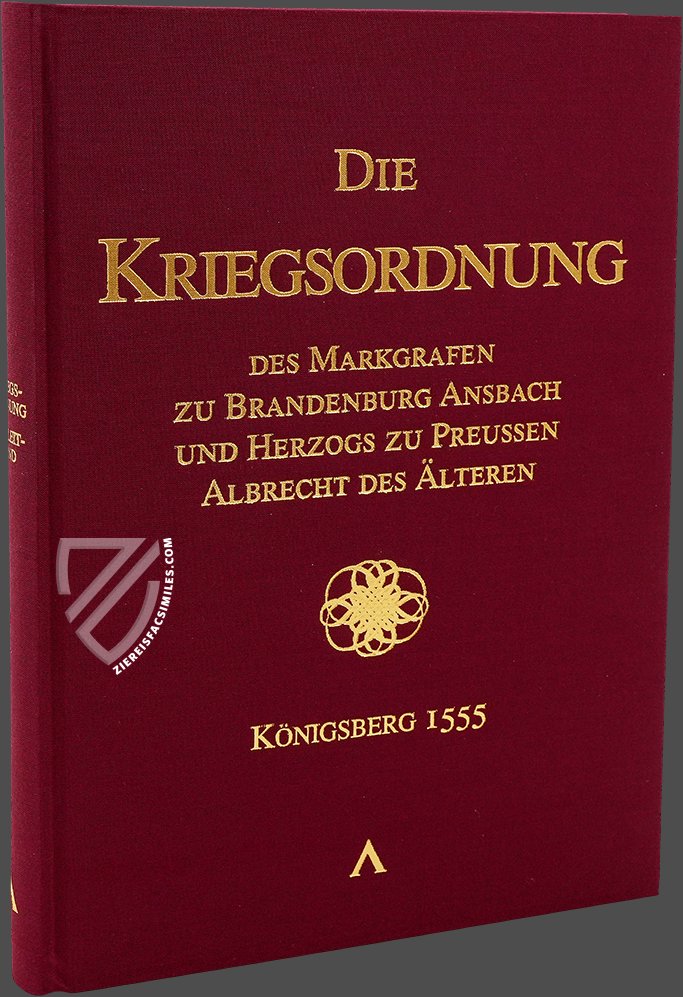 DIE
KRIEGSORDNUNG
DES MARKGRAFEN
ZU BRANDENBURG ANSBACH
UND HERZOGS ZU PREUSSEN
ALBRECHT DES ÄLTEREN
KÖNIGSBERG 1555
ZIEREISFACSIMILES.COM